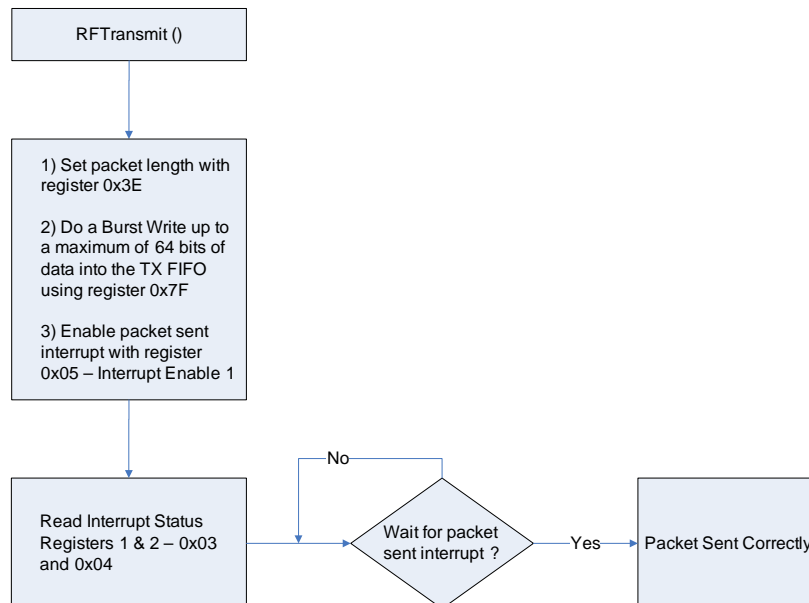 RFTransmit ()
1) Set packet length with
register 0x3E
2) Do a Burst Write up to
a maximum of 64 bits of
data into the TX FIFO
using register 0x7F
3) Enable packet sent
interrupt with register
0x05 – Interrupt Enable 1
Read Interrupt Status
Registers 1 & 2 – 0x03
and 0x04
No
Wait for packet
sent interrupt ?
Yes
Packet Sent Correctly